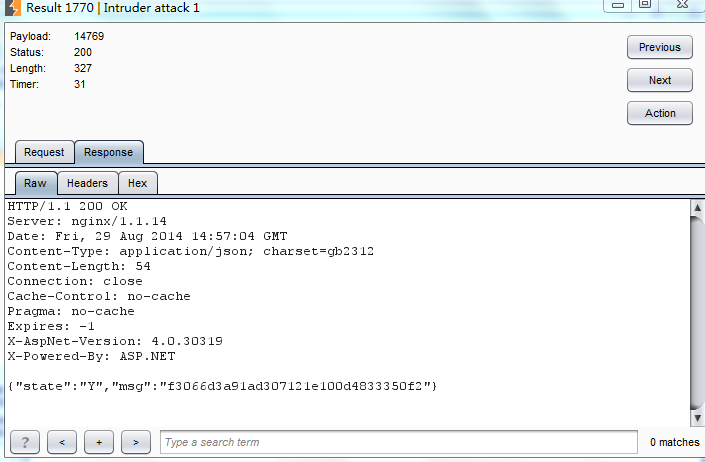 Result 1770 | Intruder attack 1
Payload: 14769
Status: 200
Length: 327
Timer: 31
Previous
Next
Action
Request Response
Raw Headers Hex
HTTP/1.1 200 OK
Server: nginx/1.1.14
Date: Fri, 29 Aug 2014 14:57:04 GMT
Content-Type: application/json; charset=gb2312
Content-Length: 54
Connection: close
Cache-Control: no-cache
Pragma: no-cache
Expires: -1
X-AspNet-Version: 4.0.30319
X-Powered-By: ASP.NET
{"state":"Y","msg":"f3066d3a91ad307121e100d4833350f2"}
? < + > Type a search term 0 matches